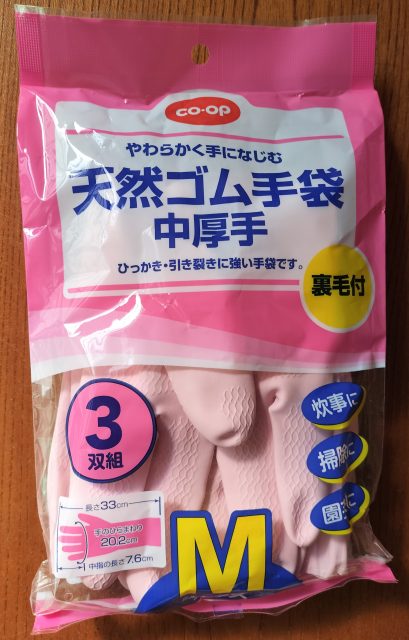 co-op
やわらかく手になじむ
天然ゴム手袋
中厚手
ひっかき・引き裂きに強い手袋です。
裏毛付
3
双組
炊事に
掃除に
園芸に
長さ33cm
手のひらまわり
20.2cm
中指の長さ7.6cm
M